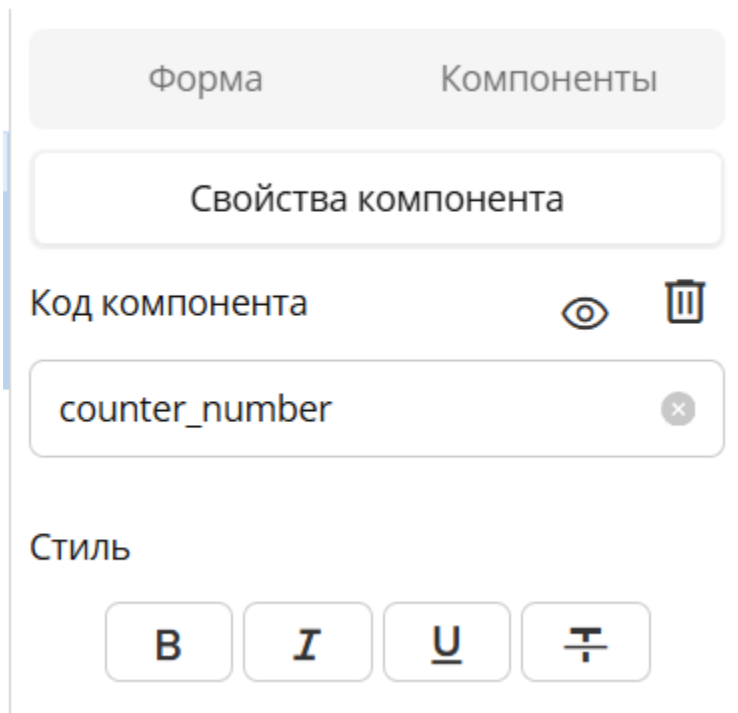 Форма Компоненты
Свойства компонента
Код компонента
counter_number
Стиль
B I U T